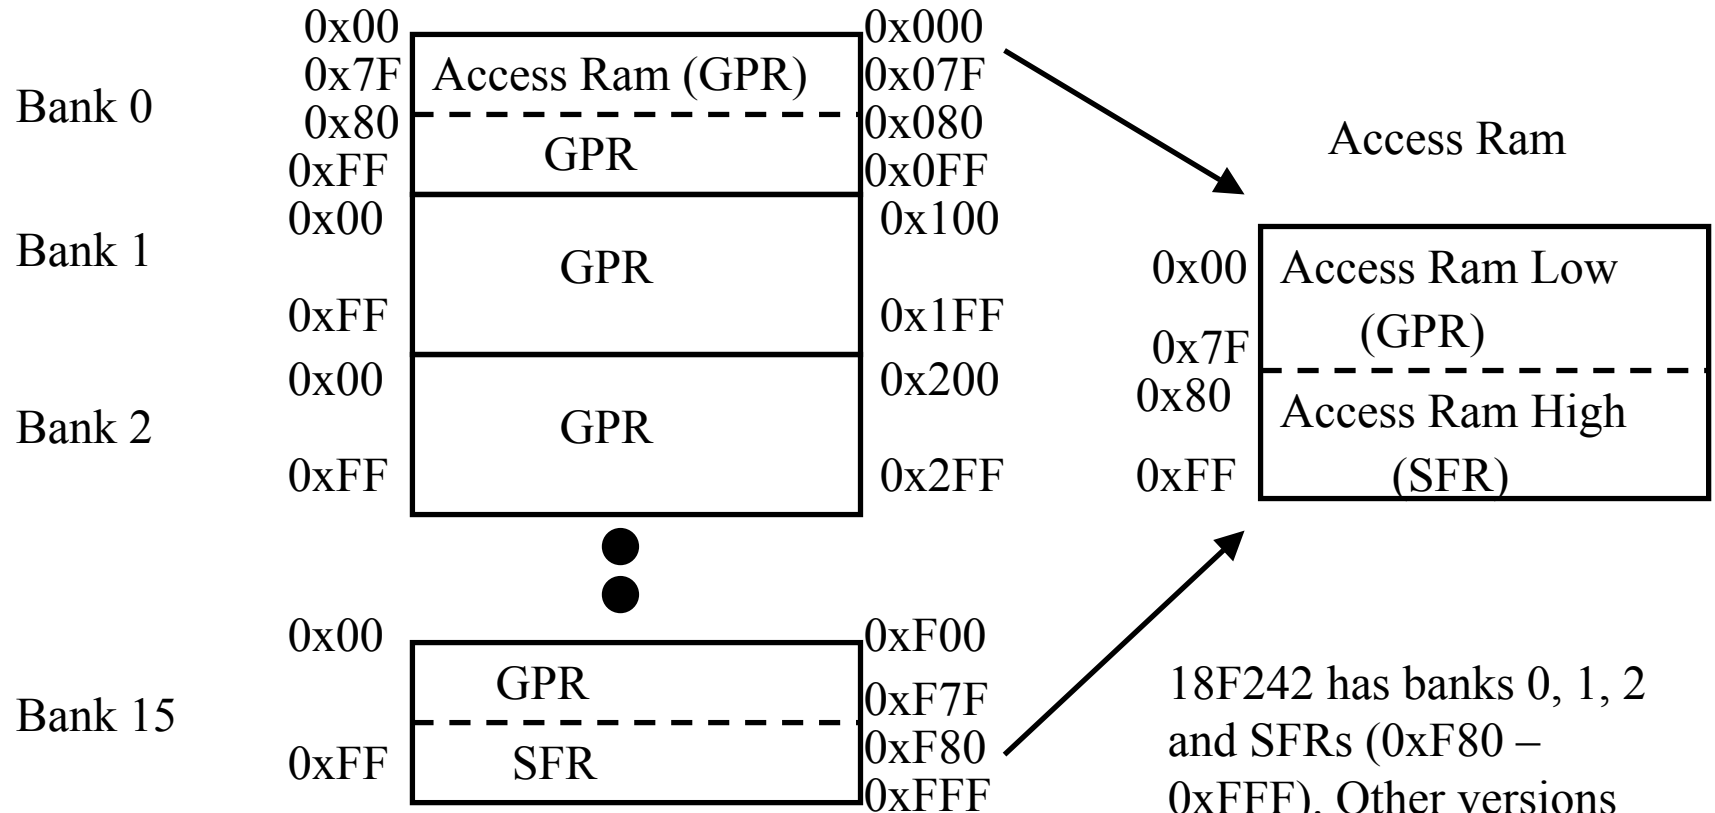 0x00 0x000
0x7F Access Ram (GPR) 0x07F
Bank 0
0x80 0x080
Access Ram
GPR
0xFF 0x0FF
0x00 0x100
Bank 1
GPR
0x00 Access Ram Low
0xFF 0x1FF
(GPR)
0x7F
0x00 0x200
0x80
Access Ram High
Bank 2 GPR
0xFF 0x2FF 0xFF (SFR)
0x00 0xF00
GPR
0xF7F
Bank 15
0xF80
0xFF SFR
0xFFF
18F242 has banks 0, 1, 2
and SFRs (0xF80 –
0xFFF). Other versions